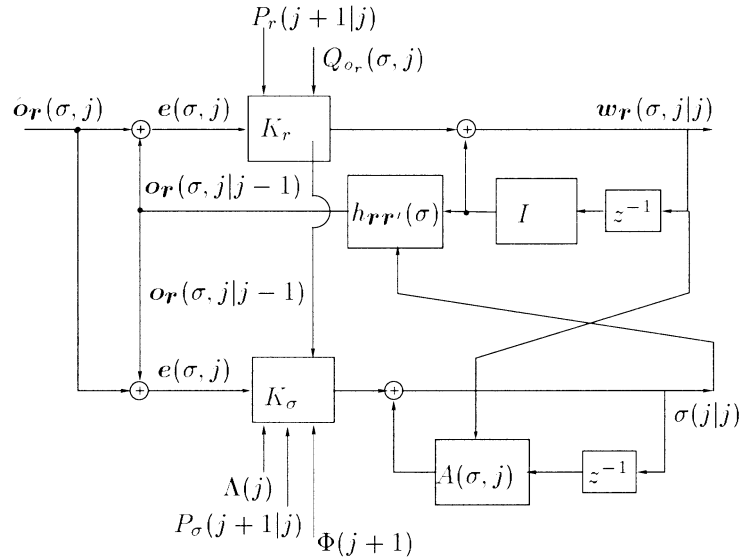 P_r(j+1|j)
Q_{o_r}(σ,j)
o_r(σ,j)
e(σ,j)
K_r
w_r(σ,j|j)
o_r(σ,j|j−1)
h_{rr'}(σ)
I
z^{−1}
o_r(σ,j|j−1)
e(σ,j)
K_σ
σ(j|j)
A(σ,j)
z^{−1}
Λ(j)
P_σ(j+1|j)
Φ(j+1)